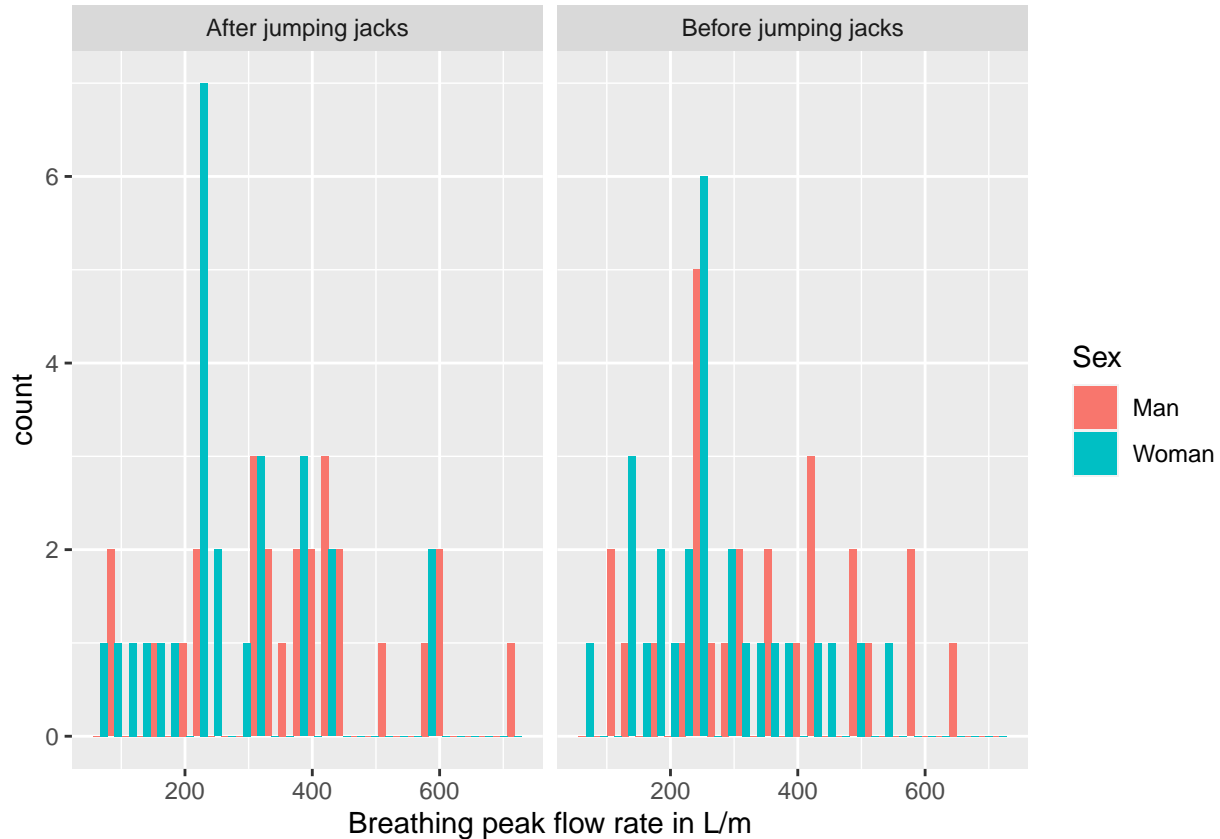 After jumping jacks
Before jumping jacks
6
4
2
0
count
200
400
600
200
400
600
Breathing peak flow rate in L/m
Sex
Man
Woman